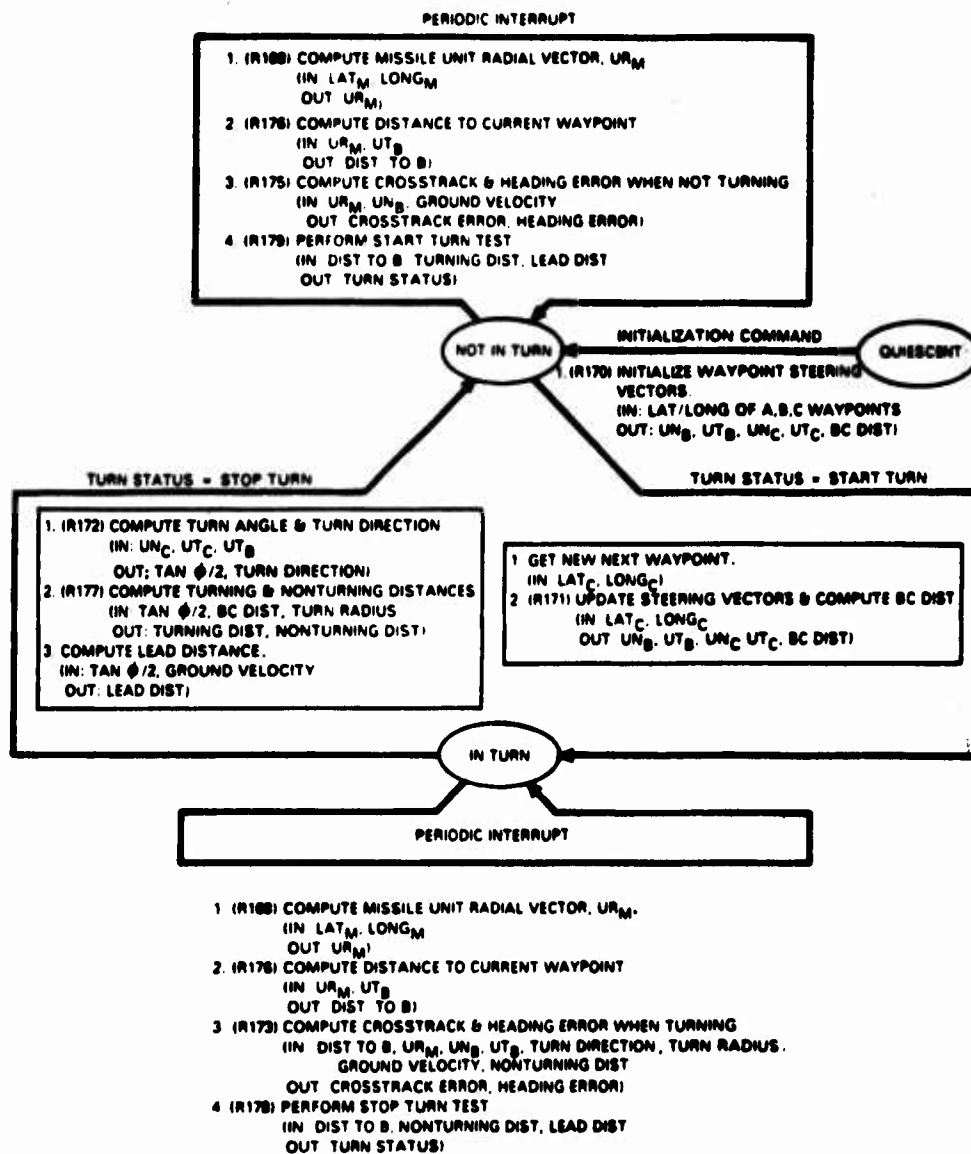 PERIODIC INTERRUPT
1. (R168) COMPUTE MISSILE UNIT RADIAL VECTOR, URM
(IN LATM, LONGM
OUT URM)
2 (R176) COMPUTE DISTANCE TO CURRENT WAYPOINT
(IN URM, UTB
OUT DIST TO B)
3. (R175) COMPUTE CROSSTRACK & HEADING ERROR WHEN NOT TURNING
(IN URM, UNB. GROUND VELOCITY
OUT CROSSTRACK ERROR, HEADING ERROR)
4 (R179) PERFORM START TURN TEST
(IN DIST TO B TURNING DIST, LEAD DIST
OUT TURN STATUS)
NOT IN TURN
INITIALIZATION COMMAND
QUIESCENT
1. (R170) INITIALIZE WAYPOINT STEERING
VECTORS.
(IN: LAT/LONG OF A,B,C WAYPOINTS
OUT: UNB, UTB, UNC, UTC, BC DIST)
TURN STATUS = STOP TURN
TURN STATUS = START TURN
1. (R172) COMPUTE TURN ANGLE & TURN DIRECTION
(IN: UNC, UTC, UTB
OUT; TAN ϕ/2, TURN DIRECTION)
2. (R177) COMPUTE TURNING & NONTURNING DISTANCES
(IN: TAN ϕ/2, BC DIST, TURN RADIUS
OUT: TURNING DIST, NONTURNING DIST)
3 COMPUTE LEAD DISTANCE.
(IN: TAN ϕ/2, GROUND VELOCITY
OUT: LEAD DIST)
1 GET NEW NEXT WAYPOINT.
(IN LATC, LONGC)
2 (R171) UPDATE STEERING VECTORS & COMPUTE BC DIST
(IN LATC, LONGC
OUT UNB, UTB, UNC UTC, BC DIST)
IN TURN
PERIODIC INTERRUPT
1 (R168) COMPUTE MISSILE UNIT RADIAL VECTOR, URM.
(IN LATM, LONGM
OUT URM)
2. (R176) COMPUTE DISTANCE TO CURRENT WAYPOINT
(IN URM, UTB
OUT DIST TO B)
3 (R173) COMPUTE CROSSTRACK & HEADING ERROR WHEN TURNING
(IN DIST TO B, URM, UNB, UTB, TURN DIRECTION, TURN RADIUS.
GROUND VELOCITY, NONTURNING DIST
OUT CROSSTRACK ERROR, HEADING ERROR)
4 PERFORM STOP TURN TEST
(IN DIST TO B, NONTURNING DIST, LEAD DIST
OUT TURN STATUS)